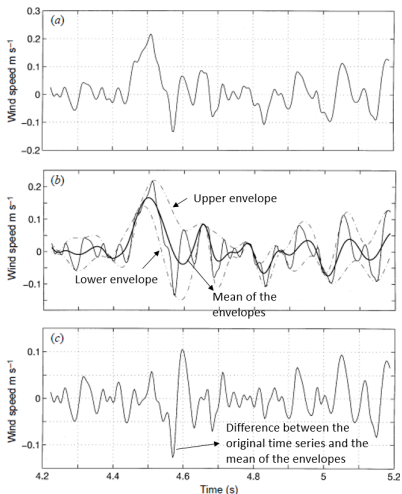 0.3
(a)
0.2
0.1
0
-0.1
-0.2
Wind speed m s⁻¹
(b)
0.2
0.1
0
-0.1
Wind speed m s⁻¹
Upper envelope
Lower envelope
Mean of the
envelopes
(c)
0.1
0
-0.1
Wind speed m s⁻¹
Difference between the
original time series and the
mean of the envelopes
4.2 4.4 4.6 4.8 5 5.2
Time (s)